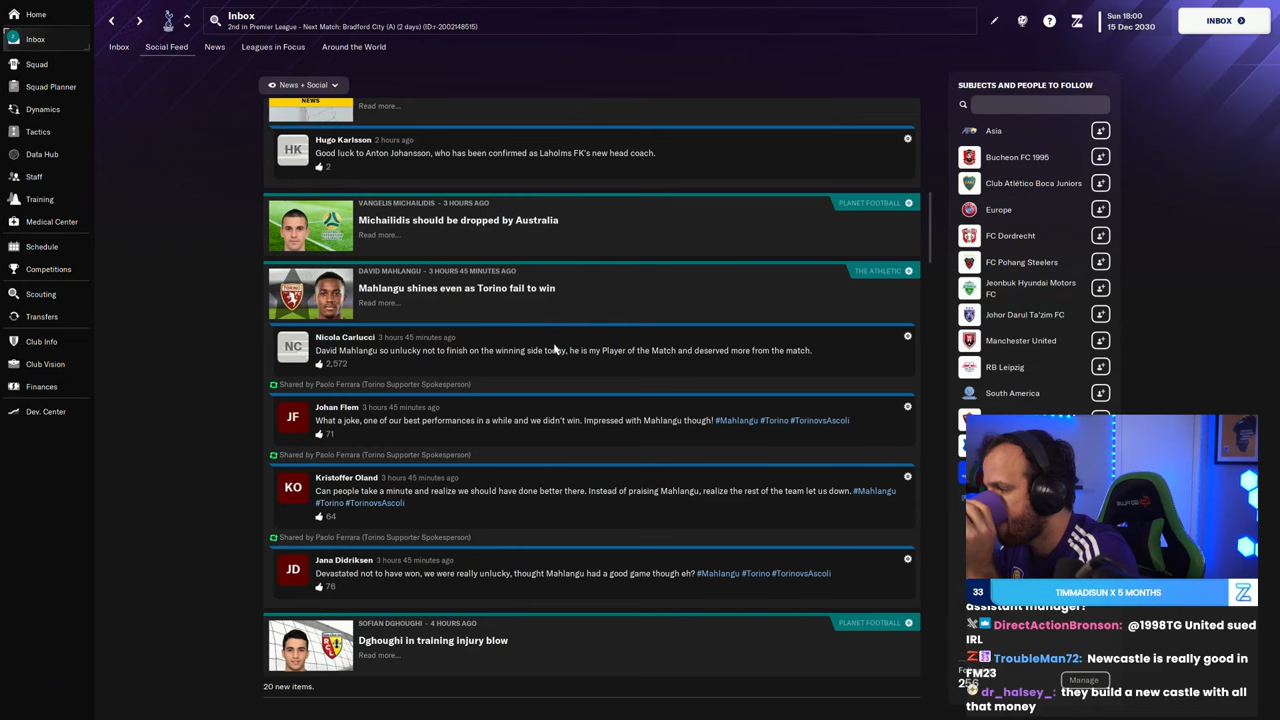 Home
Inbox
Squad
Squad Planner
Dynamics
Tactics
Data Hub
Staff
Training
Medical Center
Schedule
Competitions
Scouting
Transfers
Club Info
Club Vision
Finances
Dev. Center
Inbox
2nd in Premier League - Next Match: Bradford City (A) (2 days) (ID:r-2002148515)
Sun 18:00
15 Dec 2030
INBOX
Inbox
Social Feed
News
Leagues in Focus
Around the World
News + Social
NEWS
Read more...
HK
Hugo Karlsson 2 hours ago
Good luck to Anton Johansson, who has been confirmed as Laholms FK's new head coach.
2
VANGELIS MICHAILIDIS - 3 HOURS AGO
PLANET FOOTBALL
Michailidis should be dropped by Australia
Read more...
DAVID MAHLANGU - 3 HOURS 45 MINUTES AGO
THE ATHLETIC
Mahlangu shines even as Torino fail to win
Read more...
NC
Nicola Carlucci 3 hours 45 minutes ago
David Mahlangu so unlucky not to finish on the winning side today, he is my Player of the Match and deserved more from the match.
2,572
Shared by Paolo Ferrara (Torino Supporter Spokesperson)
JF
Johan Flem 3 hours 45 minutes ago
What a joke, one of our best performances in a while and we didn't win. Impressed with Mahlangu though! #Mahlangu #Torino #TorinovsAscoli
71
Shared by Paolo Ferrara (Torino Supporter Spokesperson)
KO
Kristoffer Oland 3 hours 45 minutes ago
Can people take a minute and realize we should have done better there. Instead of praising Mahlangu, realize the rest of the team let us down. #Mahlangu
#Torino #TorinovsAscoli
64
Shared by Paolo Ferrara (Torino Supporter Spokesperson)
JD
Jana Didriksen 3 hours 45 minutes ago
Devastated not to have won, we were really unlucky, thought Mahlangu had a good game though eh? #Mahlangu #Torino #TorinovsAscoli
76
SOFIAN DGHOUGHI - 4 HOURS AGO
PLANET FOOTBALL
Dghoughi in training injury blow
Read more...
20 new items.
SUBJECTS AND PEOPLE TO FOLLOW
Asia
Bucheon FC 1995
Club Atlético Boca Juniors
Europe
FC Dordrecht
FC Pohang Steelers
Jeonbuk Hyundai Motors
FC
Johor Darul Ta'zim FC
Manchester United
RB Leipzig
South America
33
TIMMADISUN X 5 MONTHS
assistant manager?
DirectActionBronson: @1998TG United sued
IRL
TroubleMan72: Newcastle is really good in
FM23
256
Manage
dr_halsey_: they build a new castle with all
that money